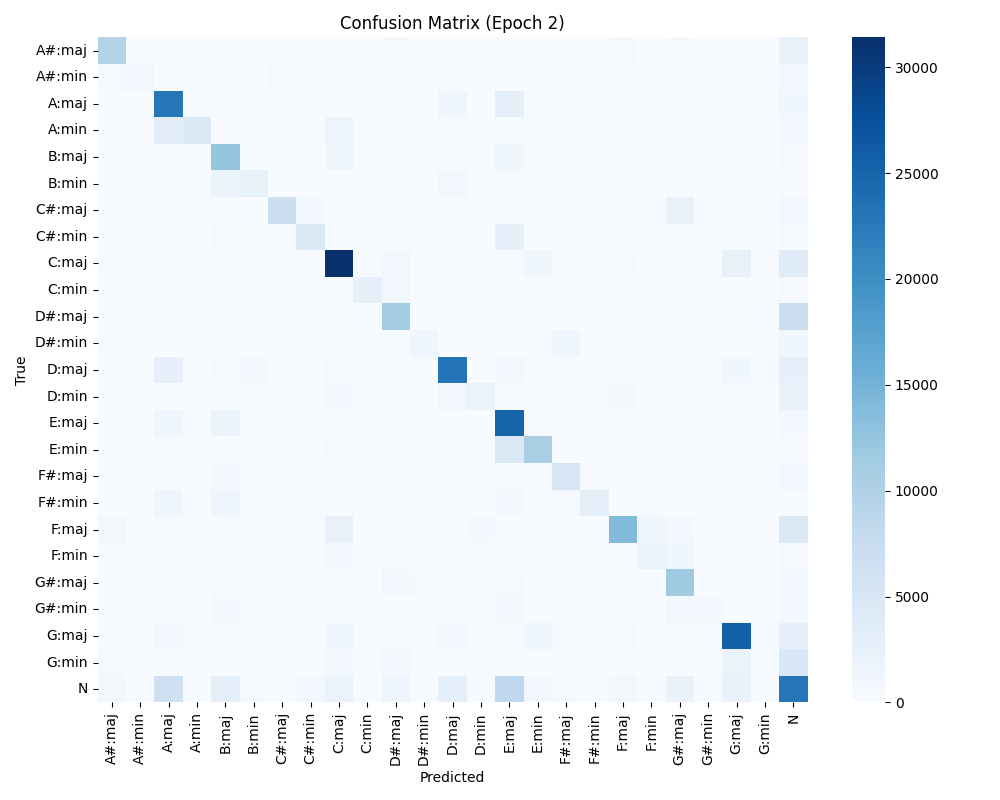 Confusion Matrix (Epoch 2)
True
A#:maj
A#:min
A:maj
A:min
B:maj
B:min
C#:maj
C#:min
C:maj
C:min
D#:maj
D#:min
D:maj
D:min
E:maj
E:min
F#:maj
F#:min
F:maj
F:min
G#:maj
G#:min
G:maj
G:min
N
A#:maj
A#:min
A:maj
A:min
B:maj
B:min
C#:maj
C#:min
C:maj
C:min
D#:maj
D#:min
D:maj
D:min
E:maj
E:min
F#:maj
F#:min
F:maj
F:min
G#:maj
G#:min
G:maj
G:min
N
Predicted
30000
25000
20000
15000
10000
5000
0